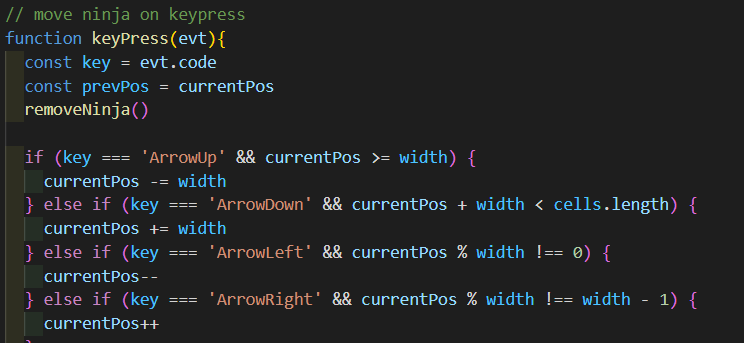 // move ninja on keypress
function keyPress(evt){
  const key = evt.code
  const prevPos = currentPos
  removeNinja()

  if (key === 'ArrowUp' && currentPos >= width) {
    currentPos -= width
  } else if (key === 'ArrowDown' && currentPos + width < cells.length) {
    currentPos += width
  } else if (key === 'ArrowLeft' && currentPos % width !== 0) {
    currentPos--
  } else if (key === 'ArrowRight' && currentPos % width !== width - 1) {
    currentPos++
  }